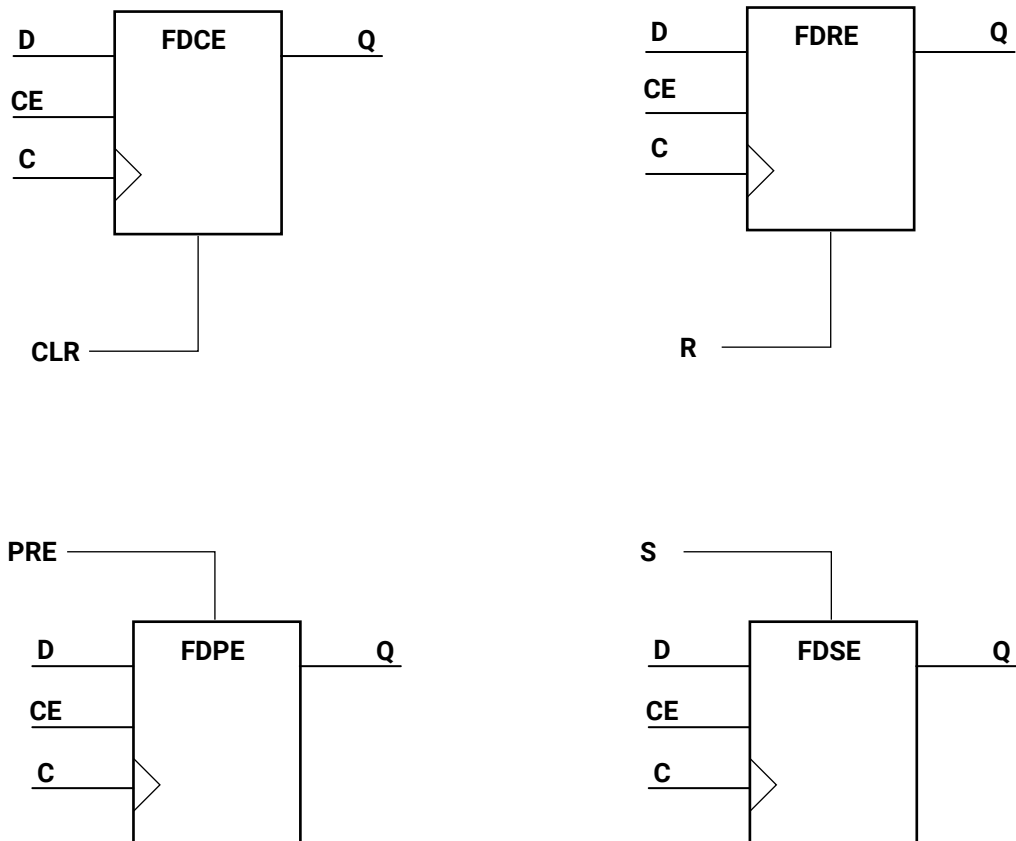 D FDCE Q
CE
C
CLR
D FDRE Q
CE
C
R
PRE
D FDPE Q
CE
C
S
D FDSE Q
CE
C